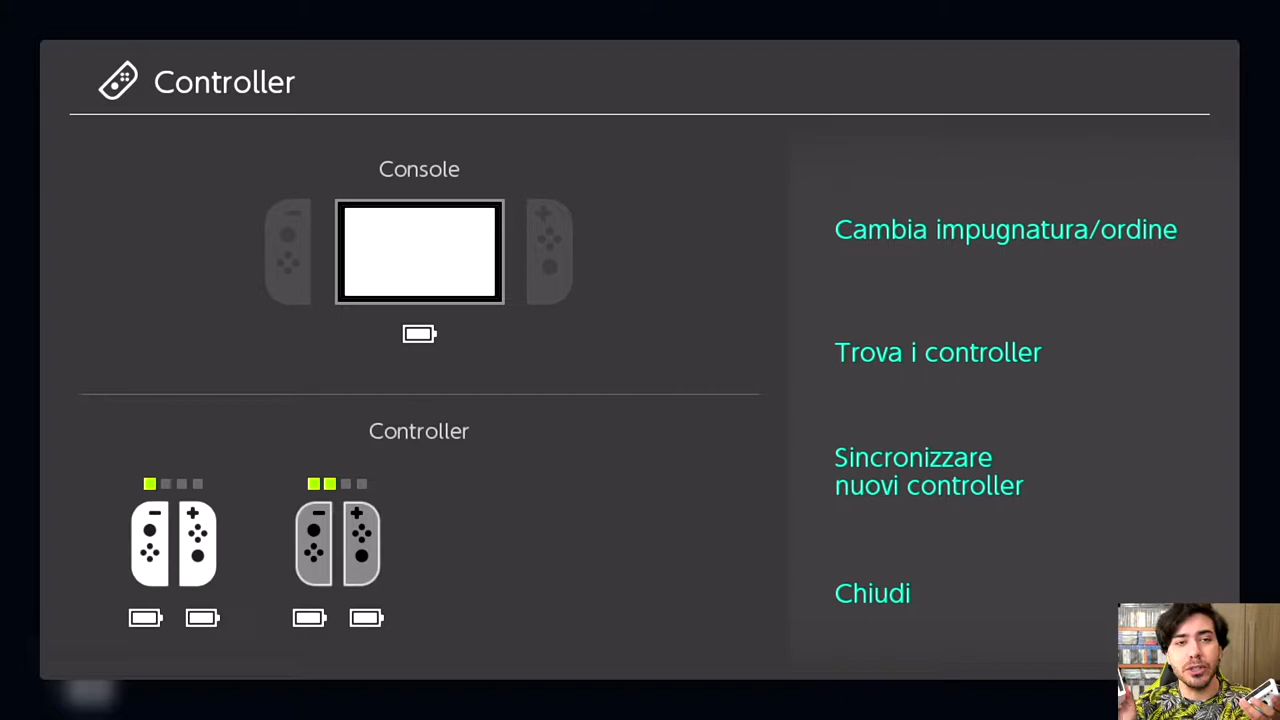 Controller
Console
Controller
Cambia impugnatura/ordine
Trova i controller
Sincronizzare
nuovi controller
Chiudi